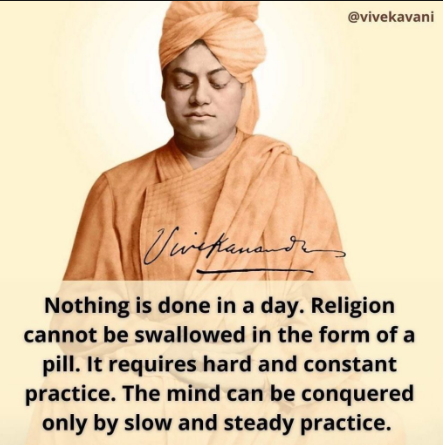 @vivekavani
Vivekananda
Nothing is done in a day. Religion
cannot be swallowed in the form of a
pill. It requires hard and constant
practice. The mind can be conquered
only by slow and steady practice.